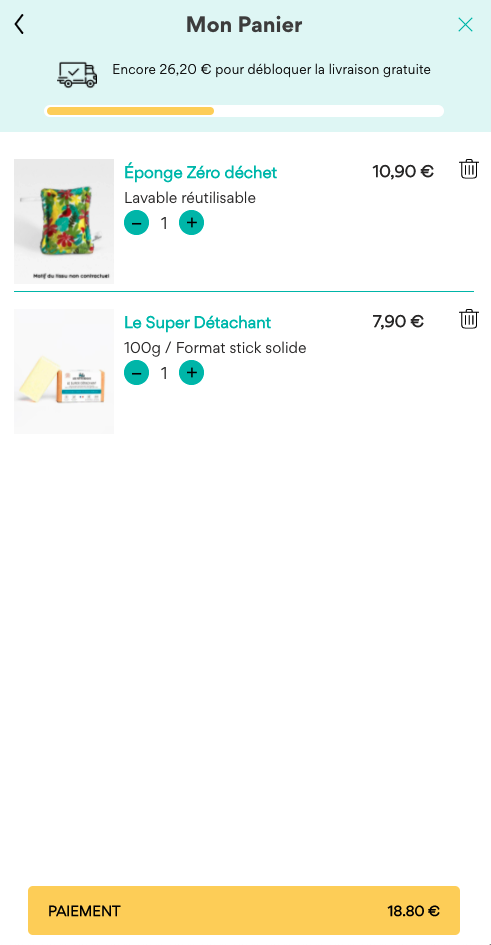 Mon Panier
Encore 26,20 € pour débloquer la livraison gratuite
Éponge Zéro déchet
10,90 €
Lavable réutilisable
1
Motif du tissu non contractuel
Le Super Détachant
7,90 €
100g / Format stick solide
1
PAIEMENT
18.80 €